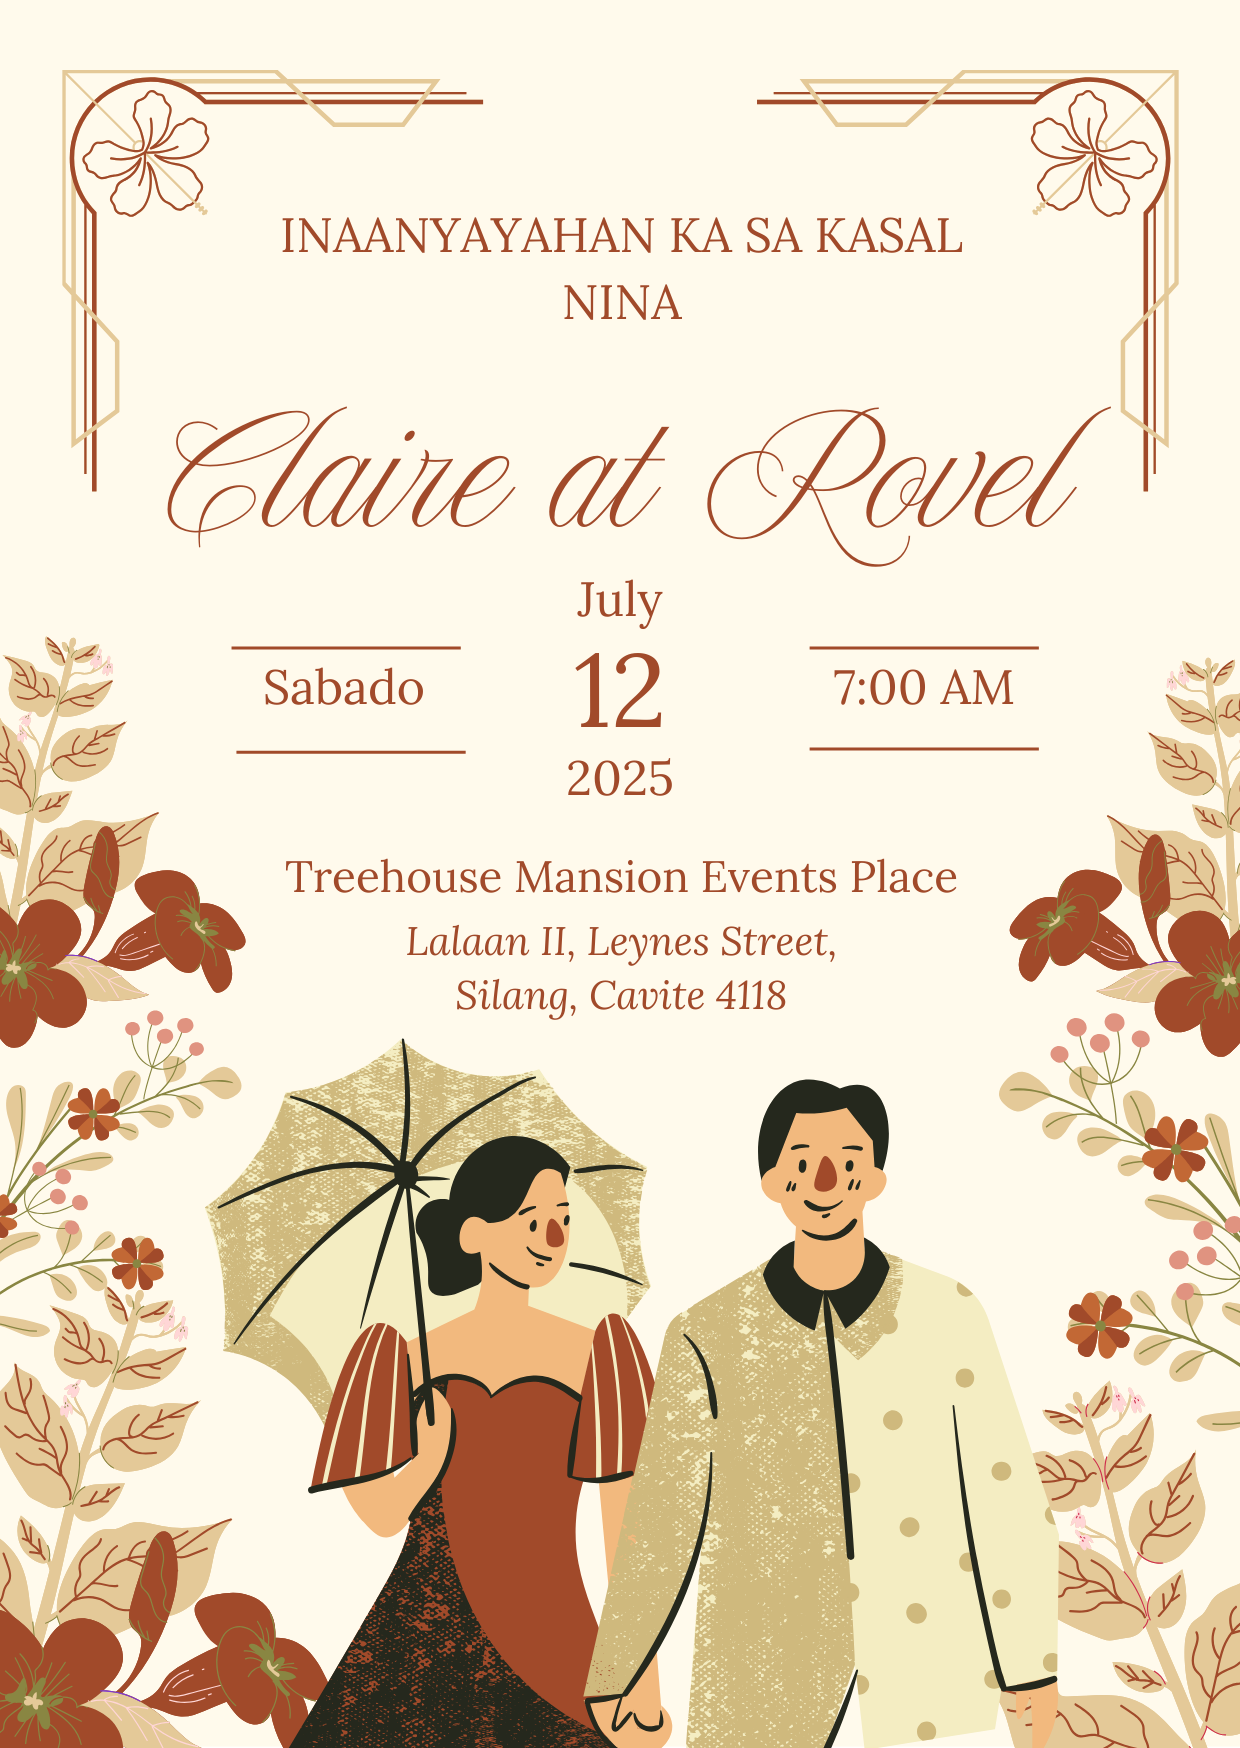 INAANYAYAHAN KA SA KASAL
NINA
Claire at Rovel
July
Sabado
12
7:00 AM
2025
Treehouse Mansion Events Place
Lalaan II, Leynes Street,
Silang, Cavite 4118